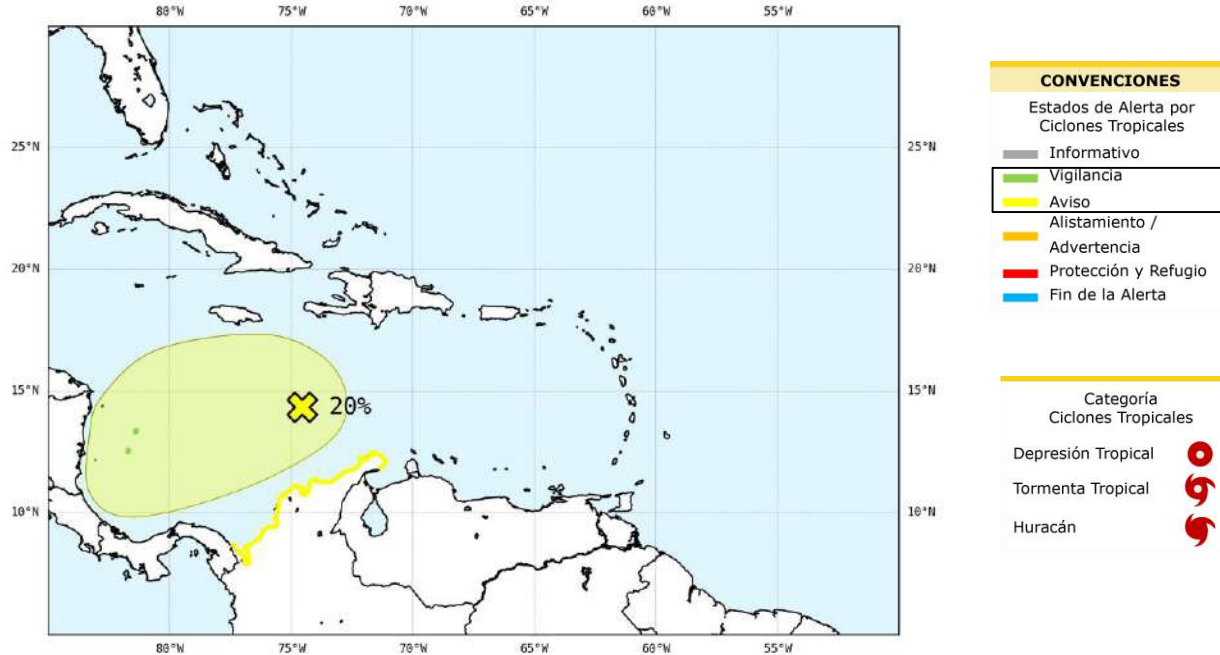 80°W 75°W 70°W 65°W 60°W 55°W
25°N 25°N
20°N 20°N
15°N 15°N
10°N 10°N
20%
80°W 75°W 70°W 65°W 60°W 55°W
CONVENCIONES
Estados de Alerta por
Ciclones Tropicales
Informativo
Vigilancia
Aviso
Alistamiento /
Advertencia
Protección y Refugio
Fin de la Alerta
Categoría
Ciclones Tropicales
Depresión Tropical
Tormenta Tropical
Huracán